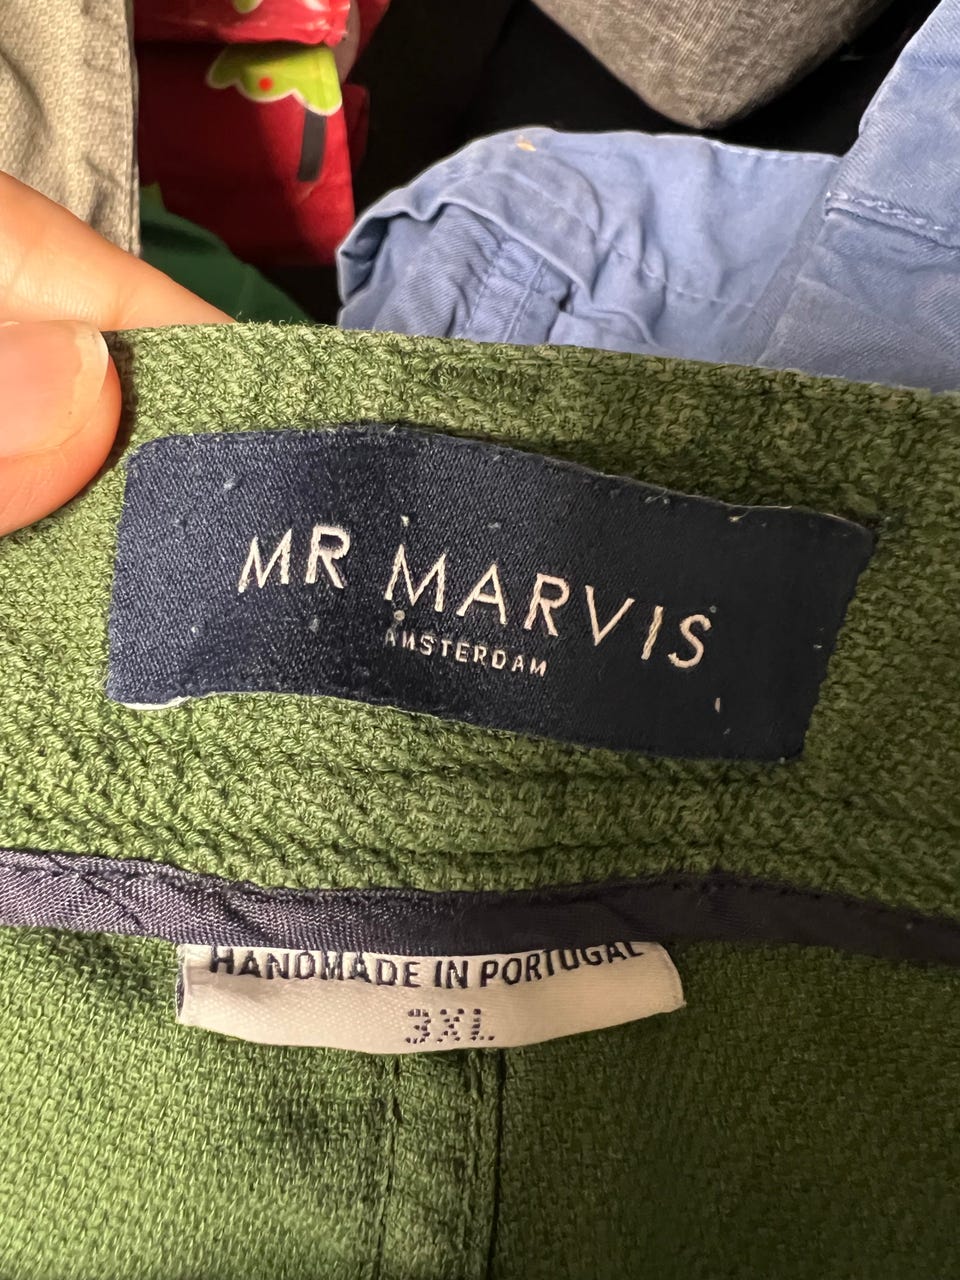 MR MARVIS
AMSTERDAM
HANDMADE IN PORTUGAL
3XL